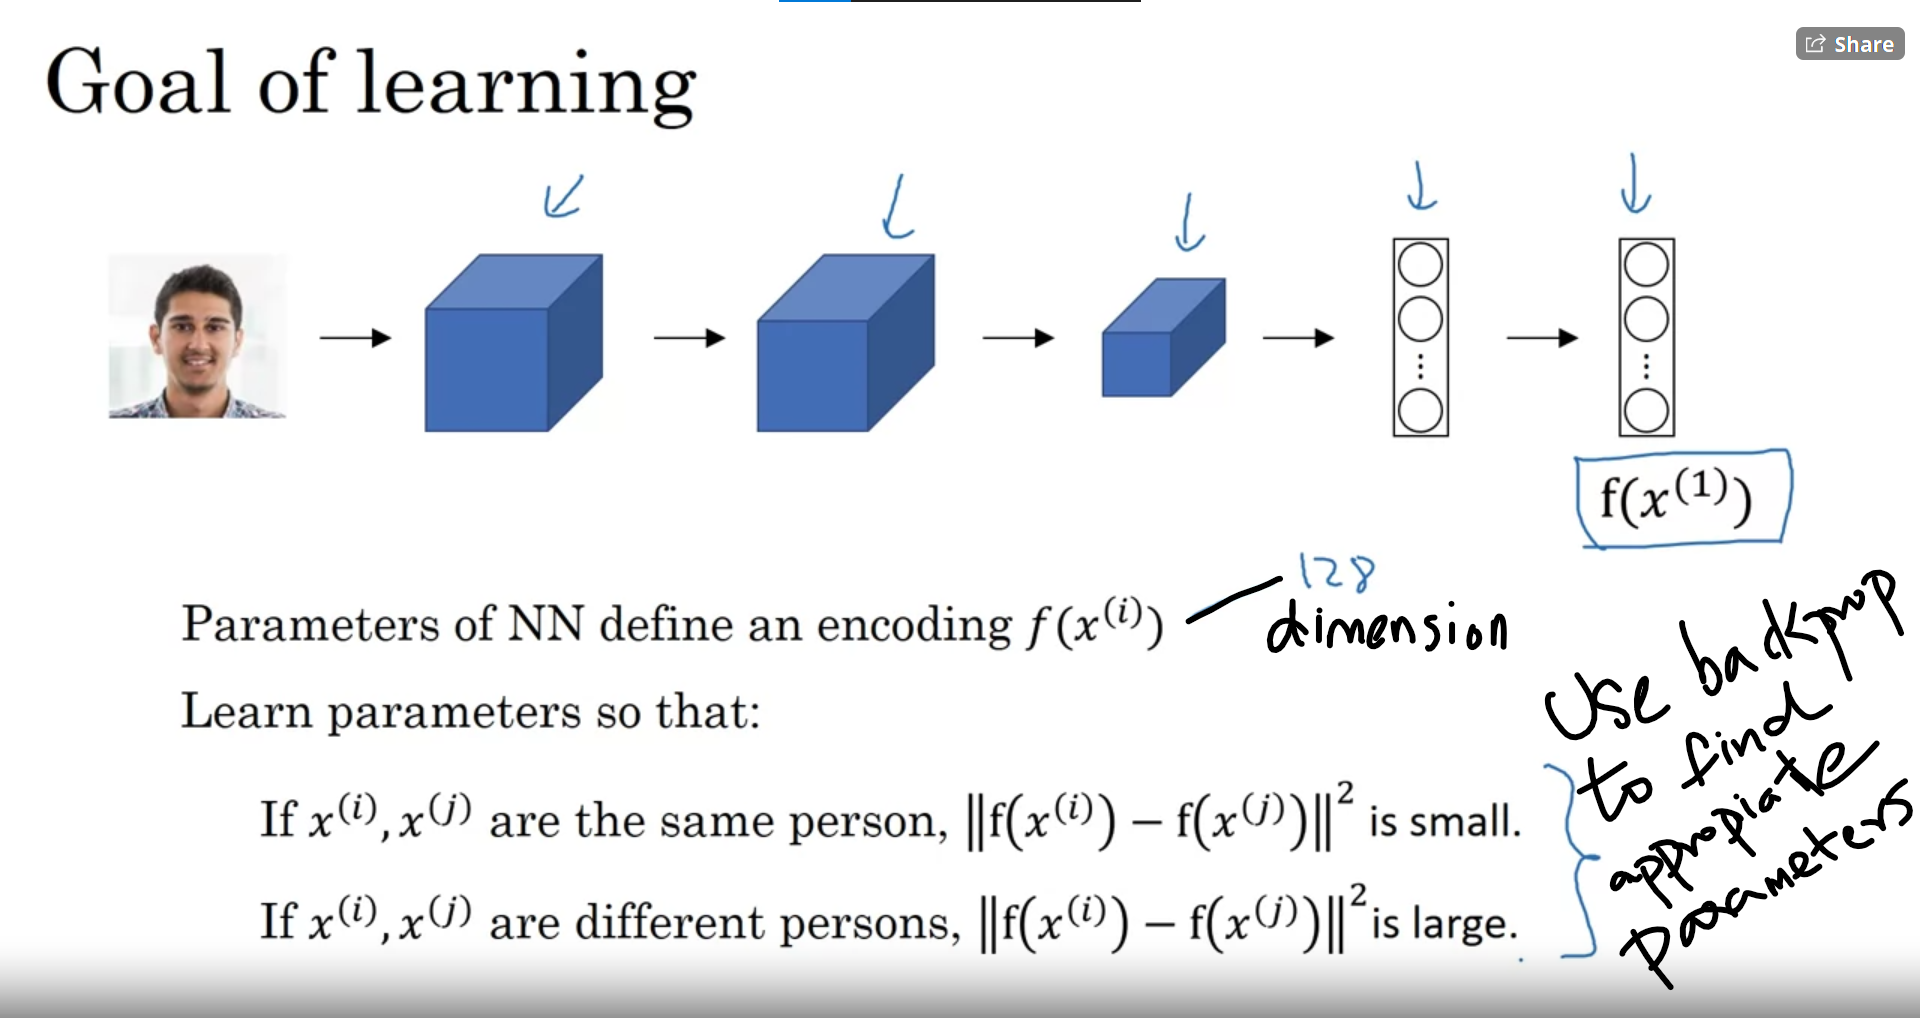 Share
Goal of learning
f(x⁽¹⁾)
128
dimension
Parameters of NN define an encoding f(x⁽ⁱ⁾)
Learn parameters so that:
If x⁽ⁱ⁾, x⁽ʲ⁾ are the same person, ‖f(x⁽ⁱ⁾) − f(x⁽ʲ⁾)‖² is small.
If x⁽ⁱ⁾, x⁽ʲ⁾ are different persons, ‖f(x⁽ⁱ⁾) − f(x⁽ʲ⁾)‖² is large.
Use backprop
to find
appropiate
parameters